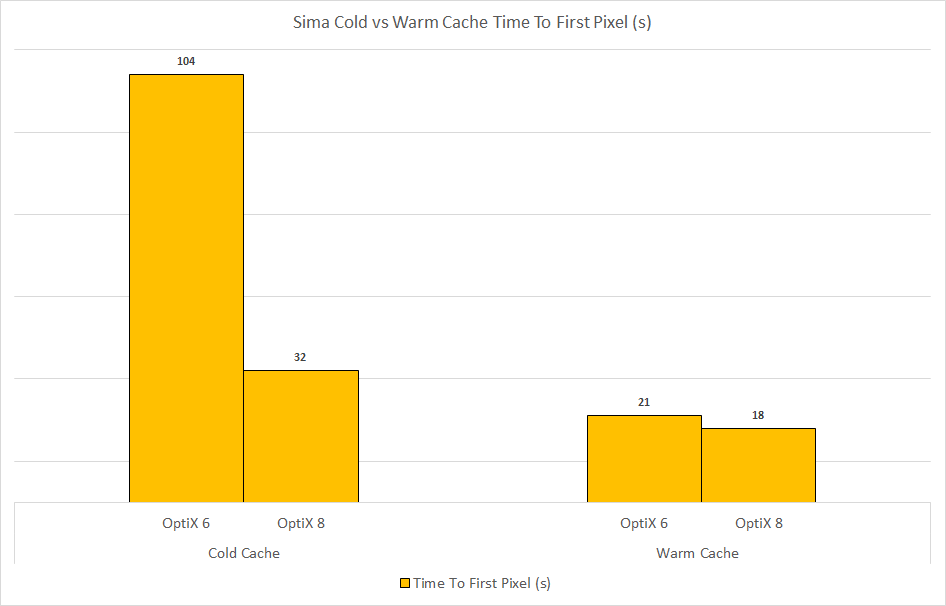 Sima Cold vs Warm Cache Time To First Pixel (s)
104
32
21
18
OptiX 6 OptiX 8 OptiX 6 OptiX 8
Cold Cache Warm Cache
Time To First Pixel (s)